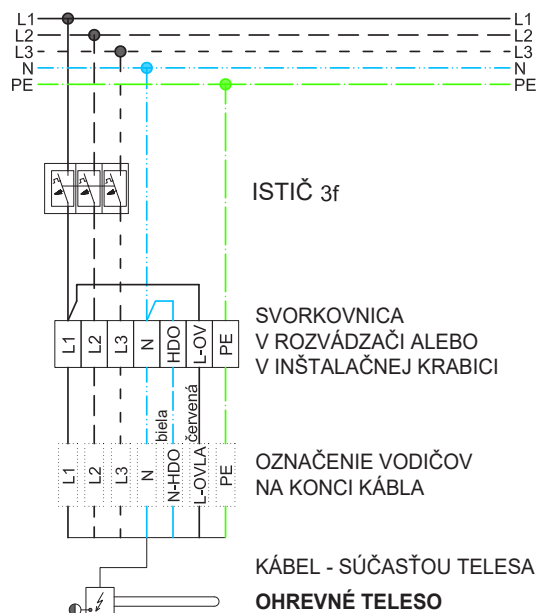 L1 L1
L2 L2
L3 L3
N N
PE PE
ISTIČ 3f
SVORKOVNICA
V ROZVÁDZAČI ALEBO
V INŠTALAČNEJ KRABICI
L1 L2 L3 N HDO L-OV PE
biela červená
L1 L2 L3 N N-HDO L-OVLA PE
OZNAČENIE VODIČOV
NA KONCI KÁBLA
KÁBEL - SÚČASŤOU TELESA
OHREVNÉ TELESO